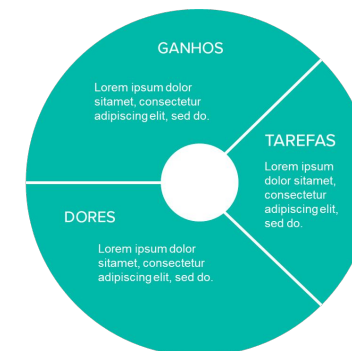 GANHOS
Lorem ipsum dolor
sitamet, consectetur
adipiscing elit, sed do.
TAREFAS
Lorem ipsum
dolor sitamet,
consectetur
adipiscing elit,
sed do.
DORES
Lorem ipsum dolor
sitamet, consectetur
adipiscing elit, sed do.